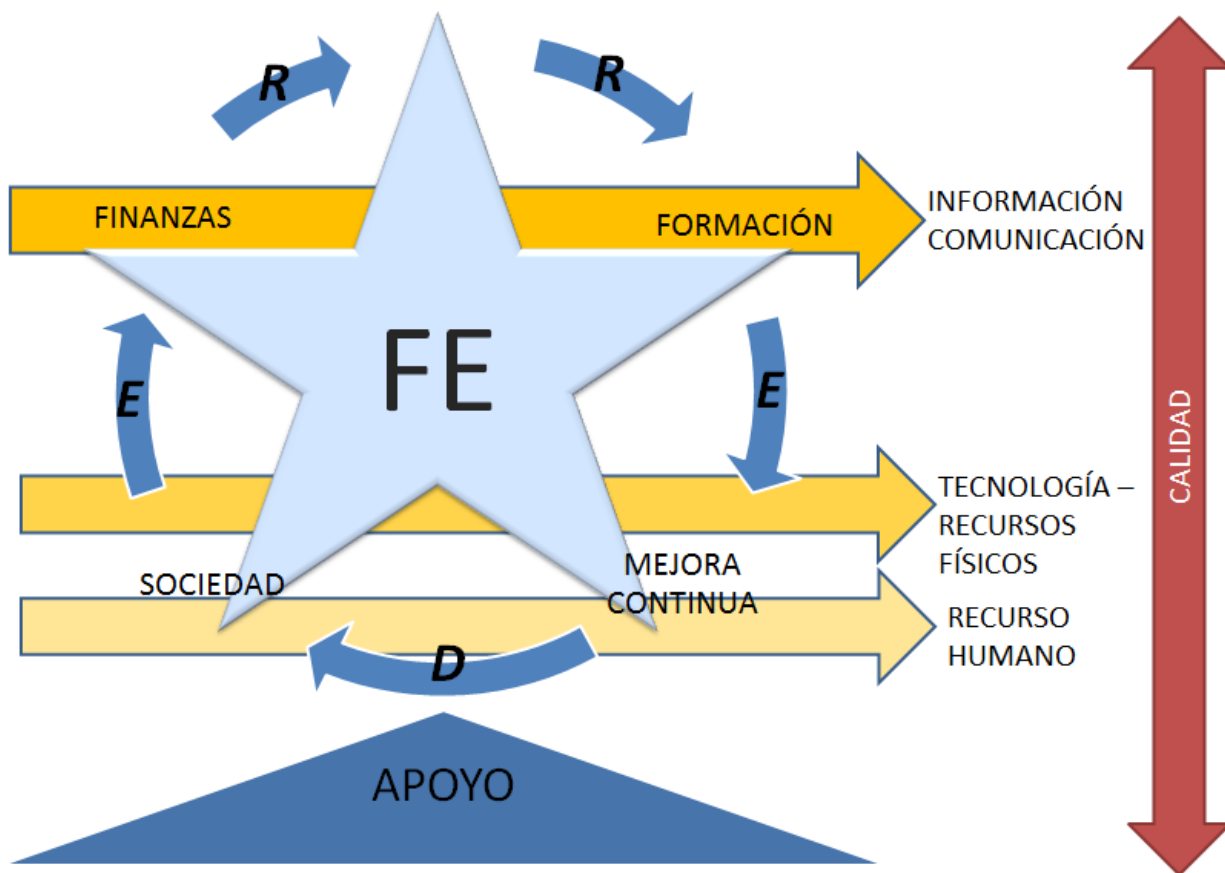 R
R
FINANZAS
FORMACIÓN
INFORMACIÓN
COMUNICACIÓN
FE
E
E
CALIDAD
TECNOLOGÍA –
RECURSOS
FÍSICOS
SOCIEDAD
MEJORA
CONTINUA
RECURSO
HUMANO
D
APOYO